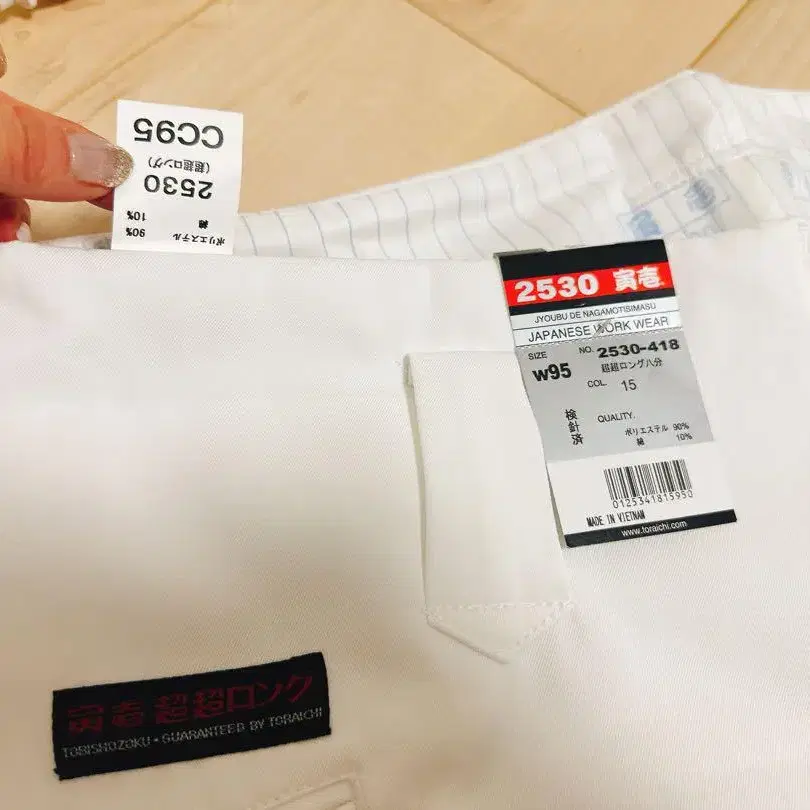 CC95
(超超ロング)
2530
綿 10%
ポリエステル 90%
2530 寅壱
JYOUBU DE NAGAMOTISIMASU
JAPANESE WORK WEAR
SIZE NO. 2530-418
w95 超超ロング八分
COL. 15
検針済
QUALITY.
ポリエステル 90%
綿 10%
0125341815950
MADE IN VIETNAM
www.toraichi.com
寅壱 超超ロング
TOBISHOZOKU・GUARANTEED BY TORAICHI